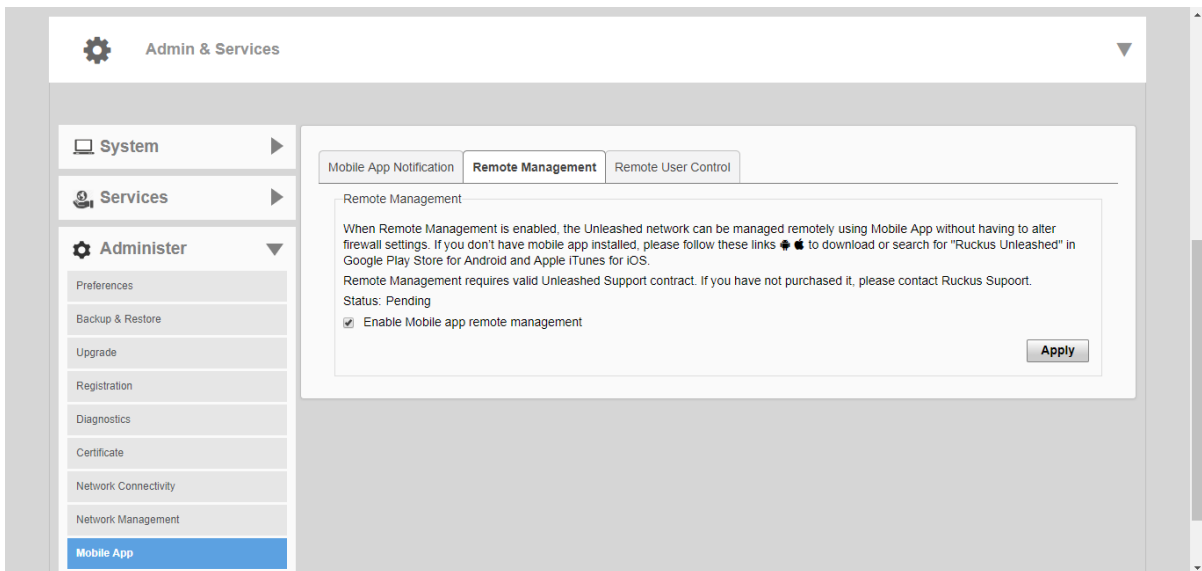 Admin & Services
System
Services
Administer
Preferences
Backup & Restore
Upgrade
Registration
Diagnostics
Certificate
Network Connectivity
Network Management
Mobile App
Mobile App Notification Remote Management Remote User Control
Remote Management
When Remote Management is enabled, the Unleashed network can be managed remotely using Mobile App without having to alter
firewall settings. If you don't have mobile app installed, please follow these links to download or search for "Ruckus Unleashed" in
Google Play Store for Android and Apple iTunes for iOS.
Remote Management requires valid Unleashed Support contract. If you have not purchased it, please contact Ruckus Supoort.
Status: Pending
Enable Mobile app remote management
Apply